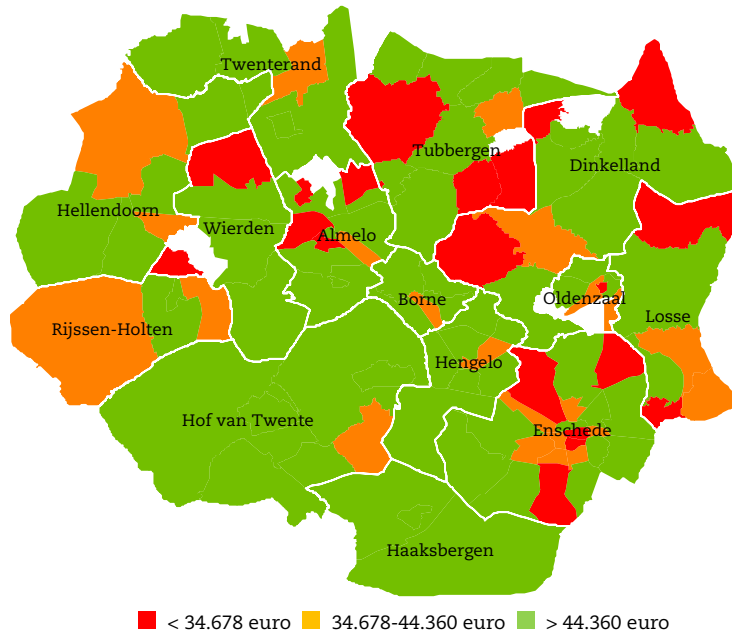 Twenterand
Tubbergen
Dinkelland
Hellendoorn
Wierden
Almelo
Borne
Oldenzaal
Losse
Rijssen-Holten
Hengelo
Hof van Twente
Enschede
Haaksbergen
< 34.678 euro 34.678-44.360 euro > 44.360 euro